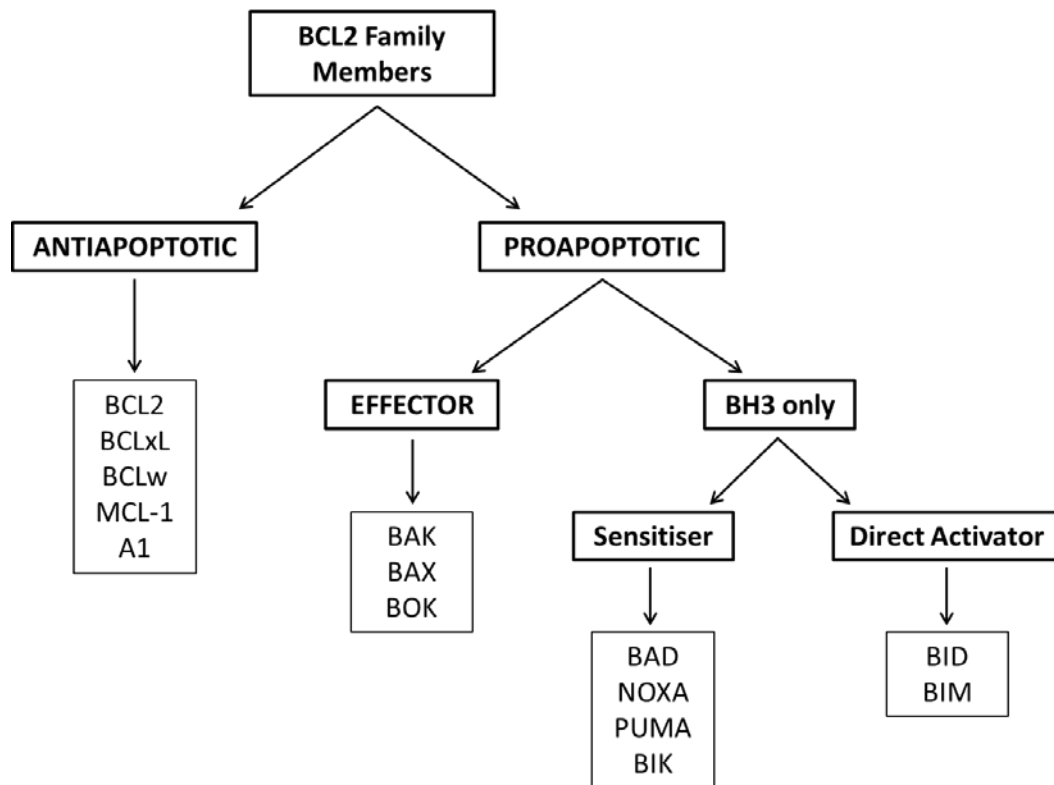 BCL2 Family
Members
ANTIAPOPTOTIC
PROAPOPTOTIC
BCL2
BCLxL
BCLw
MCL-1
A1
EFFECTOR
BH3 only
BAK
BAX
BOK
Sensitiser
Direct Activator
BAD
NOXA
PUMA
BIK
BID
BIM